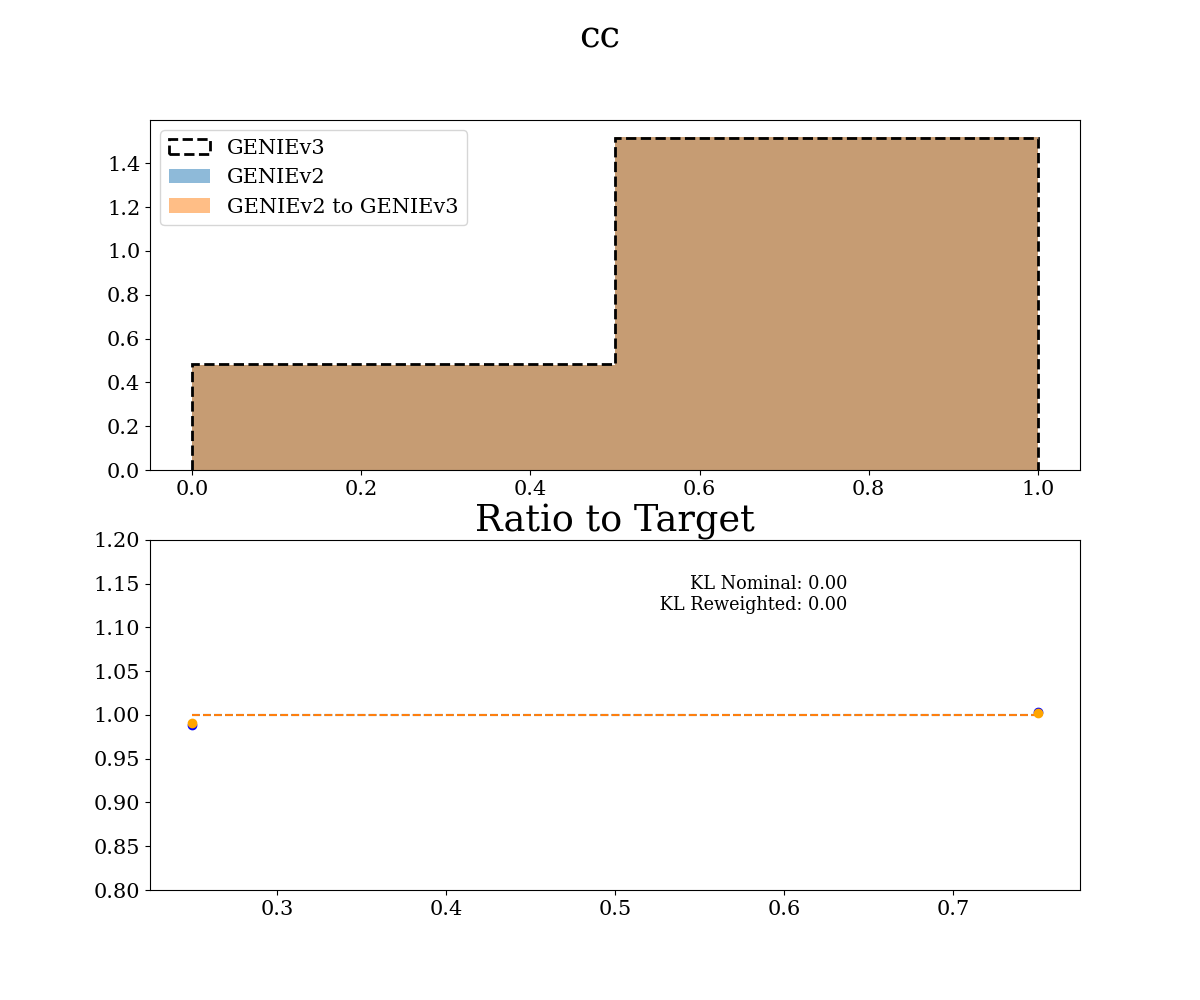 cc
GENIEv3
GENIEv2
GENIEv2 to GENIEv3
1.4
1.2
1.0
0.8
0.6
0.4
0.2
0.0
0.0 0.2 0.4 0.6 0.8 1.0
Ratio to Target
KL Nominal: 0.00
KL Reweighted: 0.00
1.20
1.15
1.10
1.05
1.00
0.95
0.90
0.85
0.80
0.3 0.4 0.5 0.6 0.7